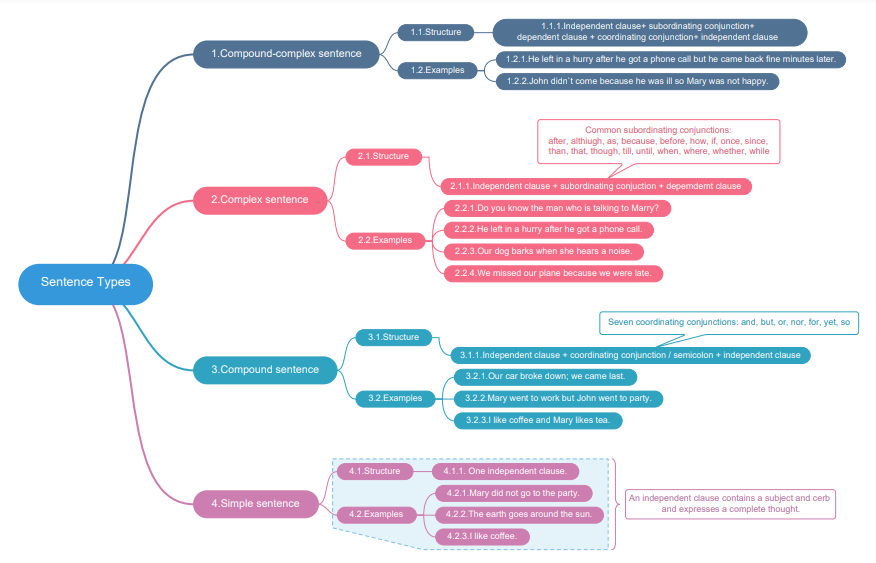 Sentence Types
1.Compound-complex sentence
1.1.Structure
1.1.1.Independent clause+ subordinating conjunction+
dependent clause + coordinating conjunction+ independent clause
1.2.Examples
1.2.1.He left in a hurry after he got a phone call but he came back fine minutes later.
1.2.2.John didn`t come because he was ill so Mary was not happy.
2.Complex sentence
2.1.Structure
Common subordinating conjunctions:
after, althiugh, as, because, before, how, if, once, since,
than, that, though, till, until, when, where, whether, while
2.1.1.Independent clause + subordinating conjuction + deperndemt clause
2.2.Examples
2.2.1.Do you know the man who is talking to Marry?
2.2.2.He left in a hurry after he got a phone call.
2.2.3.Our dog barks when she hears a noise.
2.2.4.We missed our plane because we were late.
3.Compound sentence
3.1.Structure
Seven coordinating conjunctions: and, but, or, nor, for, yet, so
3.1.1.Independent clause + coordinating conjunction / semicolon + independent clause
3.2.Examples
3.2.1.Our car broke down; we came last.
3.2.2.Mary went to work but John went to party.
3.2.3.I like coffee and Mary likes tea.
4.Simple sentence
4.1.Structure
4.1.1. One independent clause.
4.2.Examples
4.2.1.Mary did not go to the party.
4.2.2.The earth goes around the sun.
4.2.3.I like coffee.
An independent clause contains a subject and cerb
and expresses a complete thought.